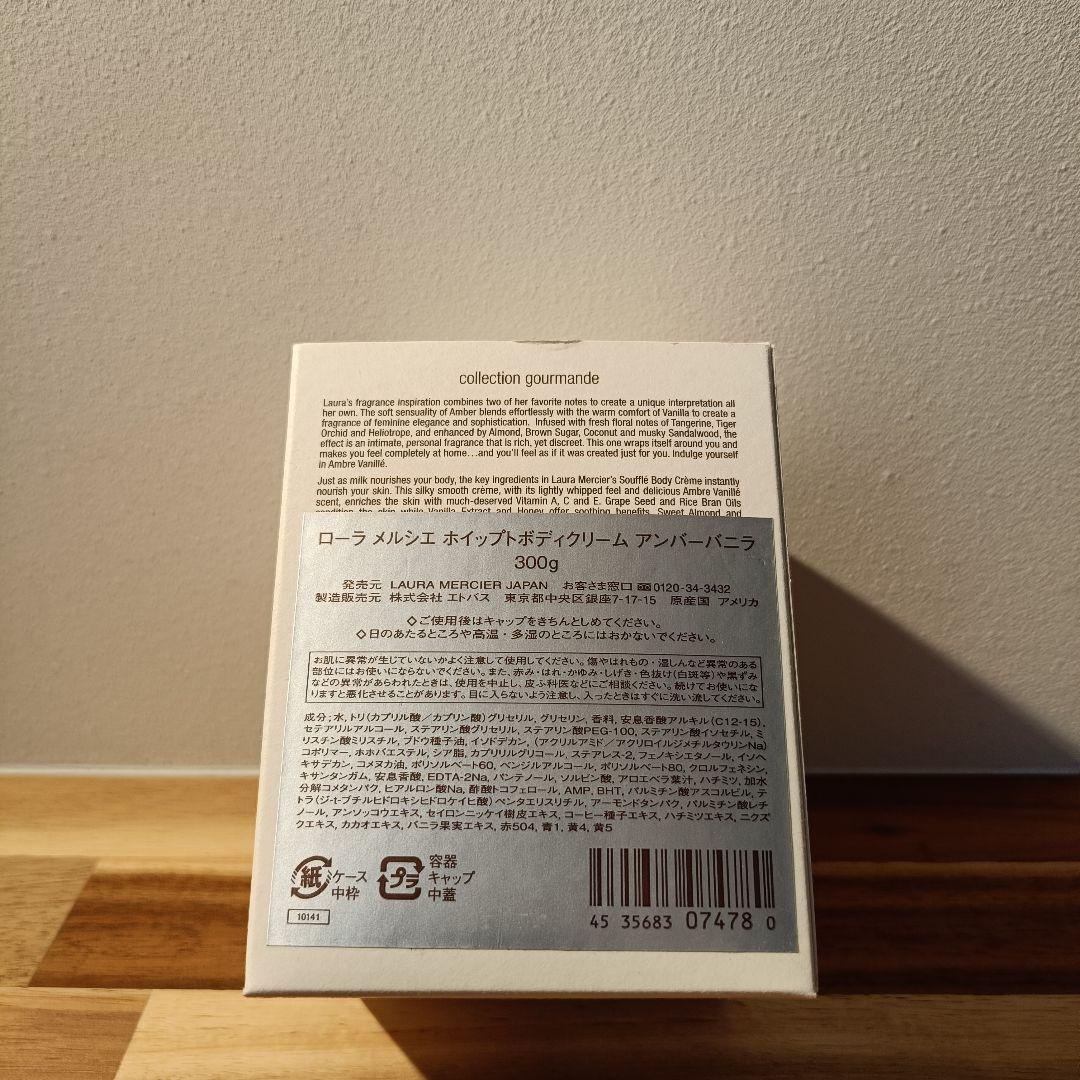 collection gourmande
Laura's fragrance inspiration combines two of her favorite notes to create a unique interpretation all
her own. The soft sensuality of Amber blends effortlessly with the warm comfort of Vanilla to create a
fragrance of feminine elegance and sophistication. Infused with fresh floral notes of Tangerine, Tiger
Orchid and Heliotrope, and enhanced by Almond, Brown Sugar, Coconut and musky Sandalwood, the
effect is an intimate, personal fragrance that is rich, yet discreet. This one wraps itself around you and
makes you feel completely at home...and you'll feel as if it was created just for you. Indulge yourself
in Ambre Vanillé.
Just as milk nourishes your body, the key ingredients in Laura Mercier's Soufflé Body Crème instantly
nourish your skin. This silky smooth crème, with its lightly whipped feel and delicious Ambre Vanillé
scent, enriches the skin with much-deserved Vitamin A, C and E. Grape Seed and Rice Bran Oils
condition the skin while Vanilla Extract and Honey offer soothing benefits. Sweet Almond and
ローラ メルシエ ホイップトボディクリーム アンバーバニラ
300g
発売元 LAURA MERCIER JAPAN お客さま窓口 0120-34-3432
製造販売元 株式会社 エトバス 東京都中央区銀座7-17-15 原産国 アメリカ
◇ご使用後はキャップをきちんとしめてください。
◇日のあたるところや高温・多湿のところにはおかないでください。
お肌に異常が生じていないかよく注意して使用してください。傷やはれもの・湿しんなど異常のある
部位にはお使いにならないでください。また、赤み・はれ・かゆみ・しげき・色抜け(白斑等)や黒ずみ
などの異常があらわれたときは、使用を中止し、皮ふ科医などにご相談ください。続けてお使いにな
りますと悪化させることがあります。目に入らないよう注意し、入ったときはすぐに洗い流してください。
成分;水, トリ(カプリル酸/カプリン酸)グリセリル, グリセリン, 香料, 安息香酸アルキル(C12-15),
セテアリルアルコール, ステアリン酸グリセリル, ステアリン酸PEG-100, ステアリン酸イソセチル, ミ
リスチン酸ミリスチル, ブドウ種子油, イソドデカン, (アクリルアミド/アクリロイルジメチルタウリンNa)
コポリマー, ホホバエステル, シア脂, カプリリルグリコール, ステアレス-2, フェノキシエタノール, イソヘ
キサデカン, コメヌカ油, ポリソルベート60, ベンジルアルコール, ポリソルベート80, クロルフェネシン,
キサンタンガム, 安息香酸, EDTA-2Na, パンテノール, ソルビン酸, アロエベラ葉汁, ハチミツ, 加水
分解コメタンパク, ヒアルロン酸Na, 酢酸トコフェロール, AMP, BHT, パルミチン酸アスコルビル, テ
トラ(ジ-t-ブチルヒドロキシヒドロケイヒ酸)ペンタエリスリチル, アーモンドタンパク, パルミチン酸レチ
ノール, アンソッコウエキス, セイロンニッケイ樹皮エキス, コーヒー種子エキス, ハチミツエキス, ニクズ
クエキス, カカオエキス, バニラ果実エキス, 赤504, 青1, 黄4, 黄5
紙 ケース
中枠
プラ 容器
キャップ
中蓋
10141
45 35683 07478 0